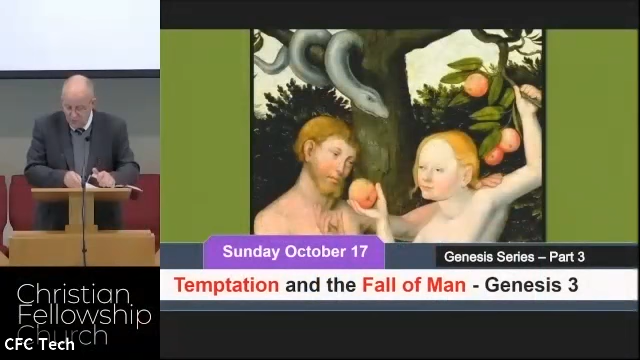 Sunday October 17
Genesis Series – Part 3
Temptation and the Fall of Man - Genesis 3
Christian
Fellowship
Church
CFC Tech